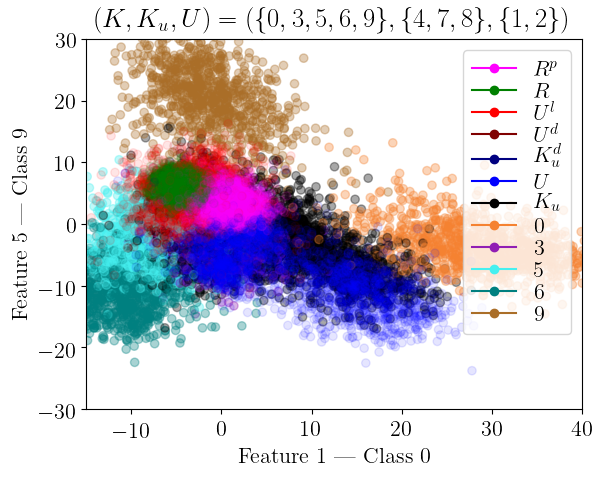 (K, K_u, U) = ({0, 3, 5, 6, 9}, {4, 7, 8}, {1, 2})
30
20
10
0
−10
−20
−30
Feature 5 — Class 9
R^p
R
U^l
U^d
K_u^d
U
K_u
0
3
5
6
9
−10
0
10
20
30
40
Feature 1 — Class 0